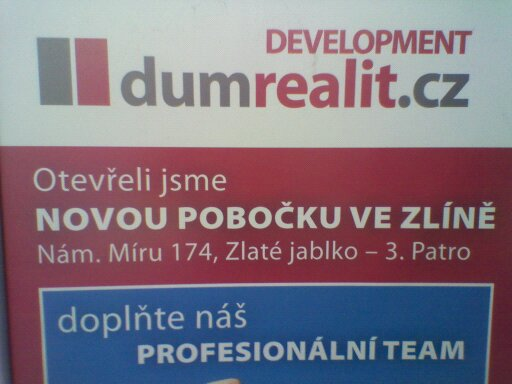 DEVELOPMENT
dumrealit.cz
Otevřeli jsme
NOVOU POBOČKU VE ZLÍNĚ
Nám. Míru 174, Zlaté jablko – 3. Patro
doplňte náš
PROFESIONÁLNÍ TEAM